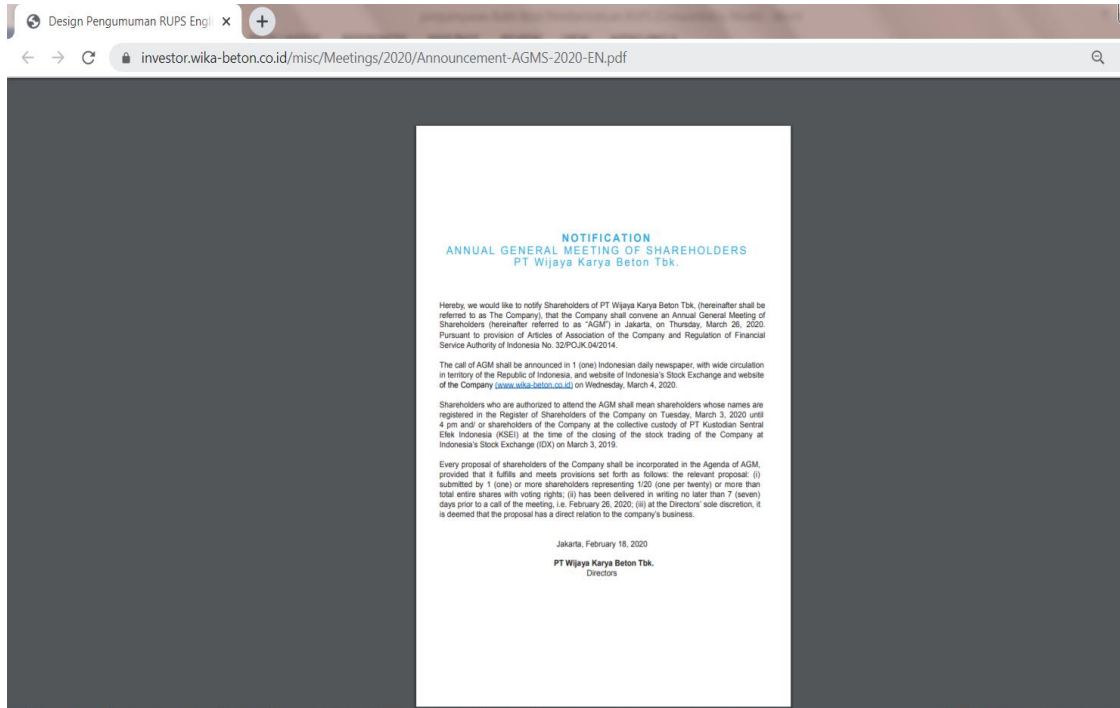 Design Pengumuman RUPS Engli
investor.wika-beton.co.id/misc/Meetings/2020/Announcement-AGMS-2020-EN.pdf
NOTIFICATION
ANNUAL GENERAL MEETING OF SHAREHOLDERS
PT Wijaya Karya Beton Tbk.
Hereby, we would like to notify Shareholders of PT Wijaya Karya Beton Tbk, (hereinafter shall be
referred to as The Company), that the Company shall convene an Annual General Meeting of
Shareholders (hereinafter referred to as “AGM”) in Jakarta, on Thursday, March 26, 2020.
Pursuant to provision of Articles of Association of the Company and Regulation of Financial
Service Authority of Indonesia No. 32/POJK.04/2014.
The call of AGM shall be announced in 1 (one) Indonesian daily newspaper, with wide circulation
in territory of the Republic of Indonesia, and website of Indonesia's Stock Exchange and website
of the Company (www.wika-beton.co.id) on Wednesday, March 4, 2020.
Shareholders who are authorized to attend the AGM shall mean shareholders whose names are
registered in the Register of Shareholders of the Company on Tuesday, March 3, 2020 until
4 pm and/ or shareholders of the Company at the collective custody of PT Kustodian Sentral
Efek Indonesia (KSEI) at the time of the closing of the stock trading of the Company at
Indonesia's Stock Exchange (IDX) on March 3, 2019.
Every proposal of shareholders of the Company shall be incorporated in the Agenda of AGM,
provided that it fulfills and meets provisions set forth as follows: the relevant proposal: (i)
submitted by 1 (one) or more shareholders representing 1/20 (one per twenty) or more than
total entire shares with voting rights; (ii) has been delivered in writing no later than 7 (seven)
days prior to a call of the meeting, i.e. February 26, 2020; (iii) at the Directors' sole discretion, it
is deemed that the proposal has a direct relation to the company's business.
Jakarta, February 18, 2020
PT Wijaya Karya Beton Tbk.
Directors